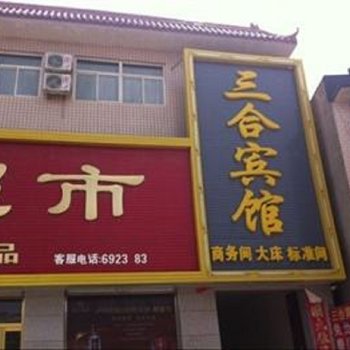 市
品
客服电话:6923 83
三合宾馆
商务间 大床 标准间